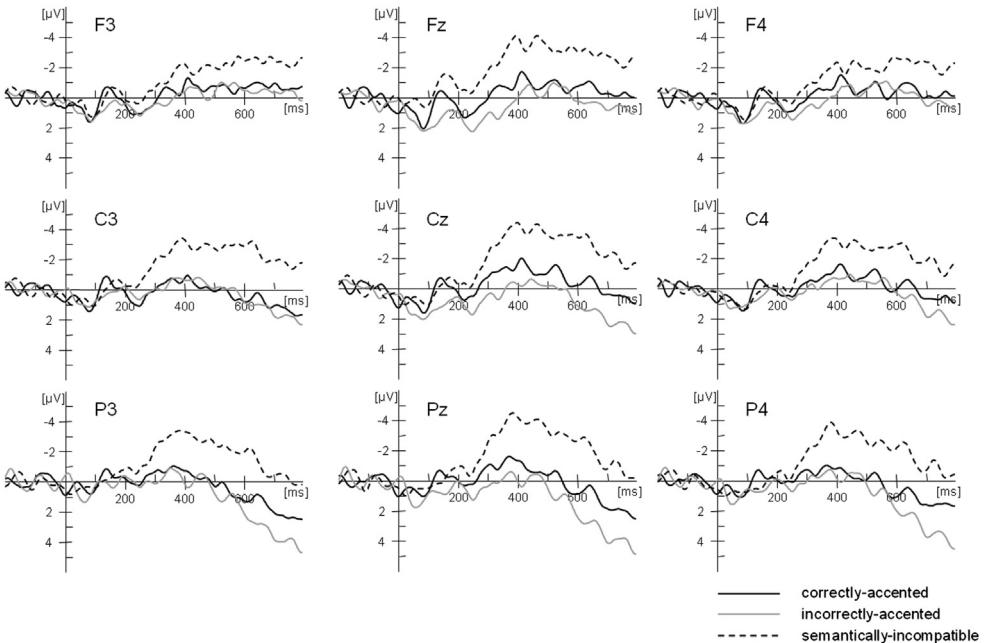 [µV] F3
-4
-2
200 400 600 [ms]
2
4
[µV] Fz
-4
-2
200 400 600 [ms]
2
4
[µV] F4
-4
-2
200 400 600 [ms]
2
4
[µV] C3
-4
-2
200 400 600 [ms]
2
4
[µV] Cz
-4
-2
200 400 600 [ms]
2
4
[µV] C4
-4
-2
200 400 600 [ms]
2
4
[µV] P3
-4
-2
200 400 600 [ms]
2
4
[µV] Pz
-4
-2
200 400 600 [ms]
2
4
[µV] P4
-4
-2
200 400 600 [ms]
2
4
correctly-accented
incorrectly-accented
semantically-incompatible